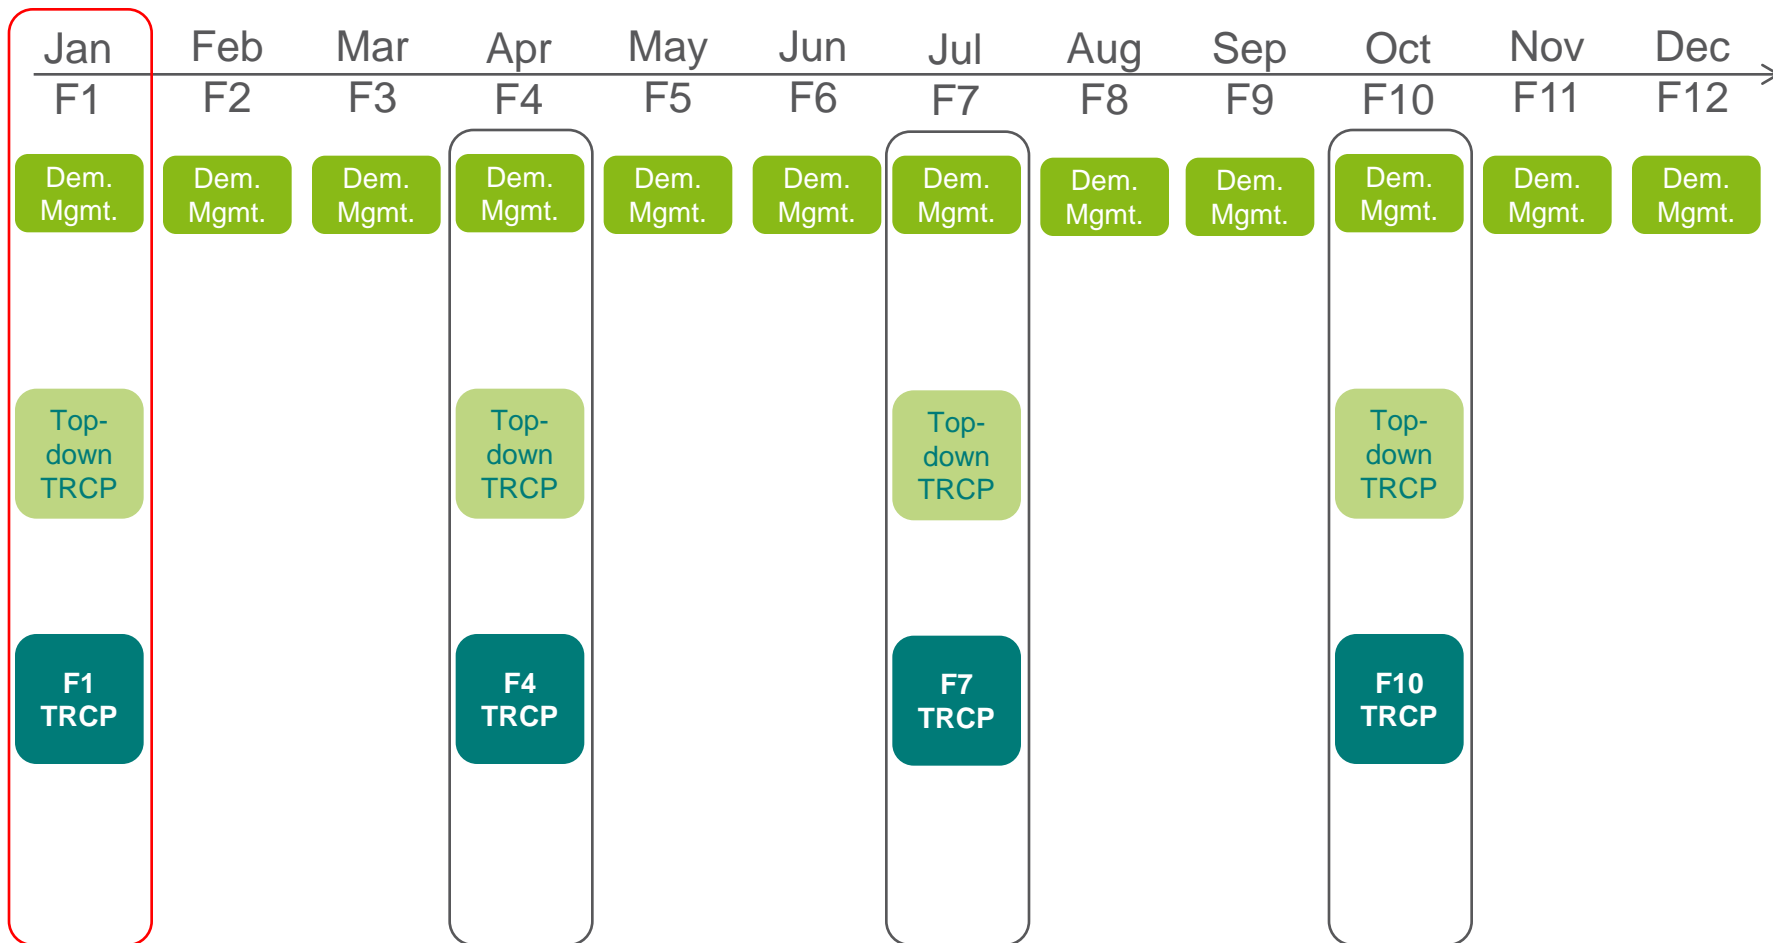 Jan Feb Mar Apr May Jun Jul Aug Sep Oct Nov Dec
F1 F2 F3 F4 F5 F6 F7 F8 F9 F10 F11 F12
Dem. Dem. Dem. Dem. Dem. Dem. Dem. Dem. Dem. Dem. Dem. Dem.
Mgmt. Mgmt. Mgmt. Mgmt. Mgmt. Mgmt. Mgmt. Mgmt. Mgmt. Mgmt. Mgmt. Mgmt.
Top- Top- Top- Top-
down down down down
TRCP TRCP TRCP TRCP
F1 F4 F7 F10
TRCP TRCP TRCP TRCP